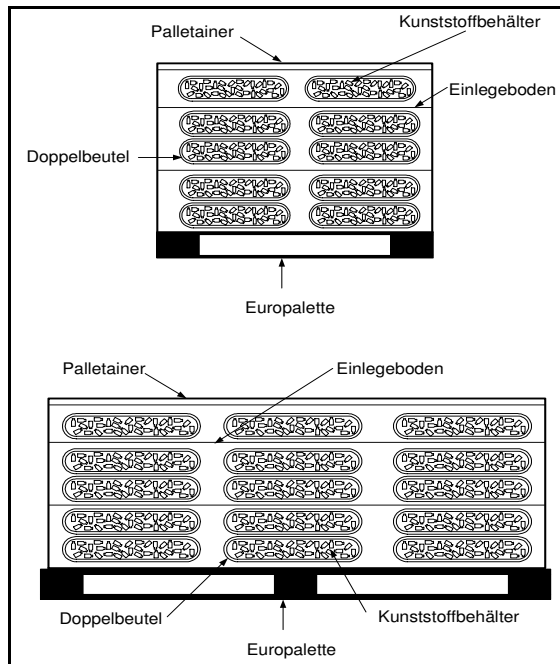 Kunststoffbehälter
Palletainer
Einlegeboden
Doppelbeutel
Europalette
Palletainer
Einlegeboden
Doppelbeutel
Kunststoffbehälter
Europalette